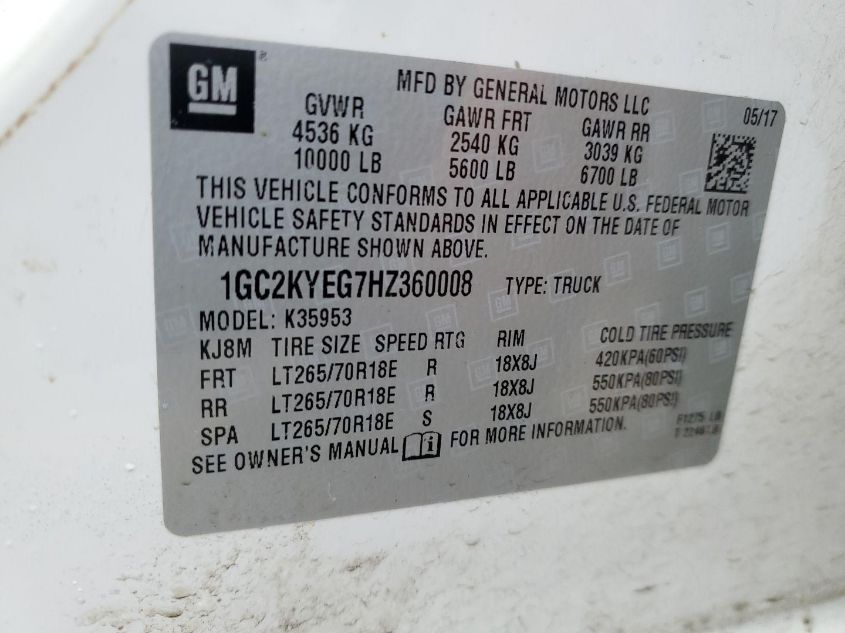 GM
MFD BY GENERAL MOTORS LLC
05/17
GVWR GAWR FRT GAWR RR
4536 KG 2540 KG 3039 KG
10000 LB 5600 LB 6700 LB
THIS VEHICLE CONFORMS TO ALL APPLICABLE U.S. FEDERAL MOTOR
VEHICLE SAFETY STANDARDS IN EFFECT ON THE DATE OF
MANUFACTURE SHOWN ABOVE.
1GC2KYEG7HZ360008 TYPE: TRUCK
MODEL: K35953
KJ8M TIRE SIZE SPEED RTG RIM COLD TIRE PRESSURE
FRT LT265/70R18E R 18X8J 420KPA(60PSI)
RR LT265/70R18E R 18X8J 550KPA(80PSI)
SPA LT265/70R18E S 18X8J 550KPA(80PSI)
SEE OWNER'S MANUAL i FOR MORE INFORMATION.